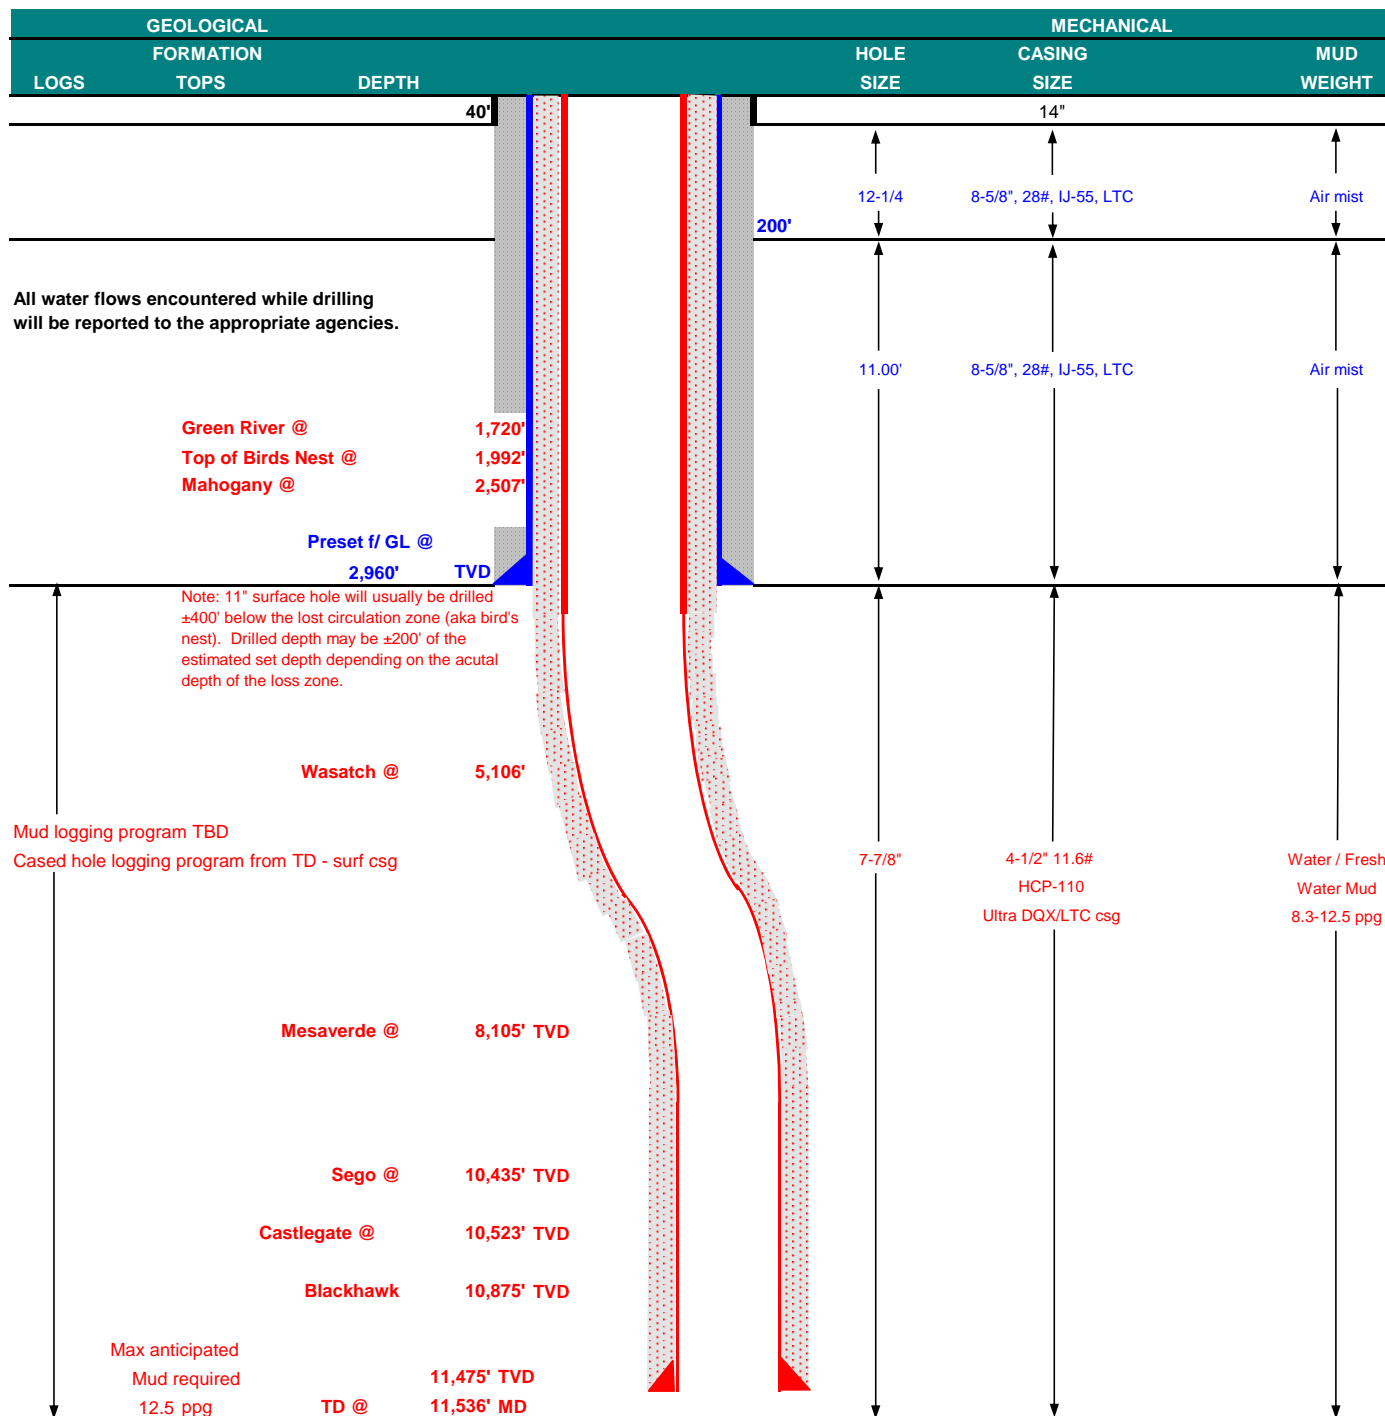 GEOLOGICAL MECHANICAL
FORMATION HOLE CASING MUD
LOGS TOPS DEPTH SIZE SIZE WEIGHT
40' 14"
12-1/4 8-5/8", 28#, IJ-55, LTC Air mist
200'
All water flows encountered while drilling
will be reported to the appropriate agencies.
11.00' 8-5/8", 28#, IJ-55, LTC Air mist
Green River @ 1,720'
Top of Birds Nest @ 1,992'
Mahogany @ 2,507'
Preset f/ GL @
2,960' TVD
Note: 11" surface hole will usually be drilled
±400' below the lost circulation zone (aka bird's
nest). Drilled depth may be ±200' of the
estimated set depth depending on the acutal
depth of the loss zone.
Wasatch @ 5,106'
Mud logging program TBD
Cased hole logging program from TD - surf csg
7-7/8" 4-1/2" 11.6# Water / Fresh
HCP-110 Water Mud
Ultra DQX/LTC csg 8.3-12.5 ppg
Mesaverde @ 8,105' TVD
Sego @ 10,435' TVD
Castlegate @ 10,523' TVD
Blackhawk 10,875' TVD
Max anticipated
Mud required 11,475' TVD
12.5 ppg TD @ 11,536' MD